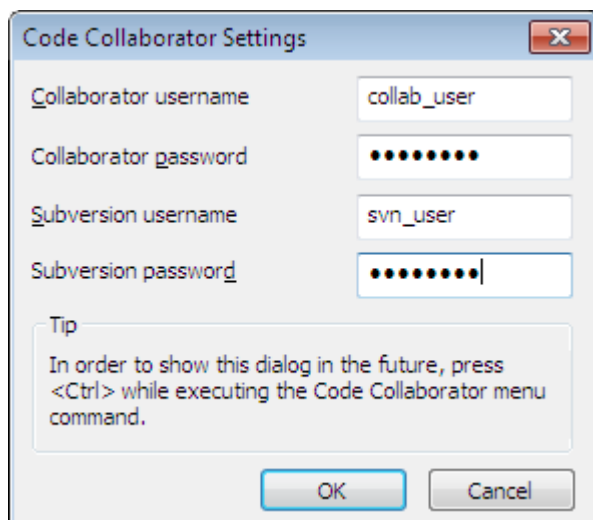 Code Collaborator Settings
Collaborator username
collab_user
Collaborator password
●●●●●●●●
Subversion username
svn_user
Subversion password
●●●●●●●●
Tip
In order to show this dialog in the future, press
<Ctrl> while executing the Code Collaborator menu
command.
OK
Cancel